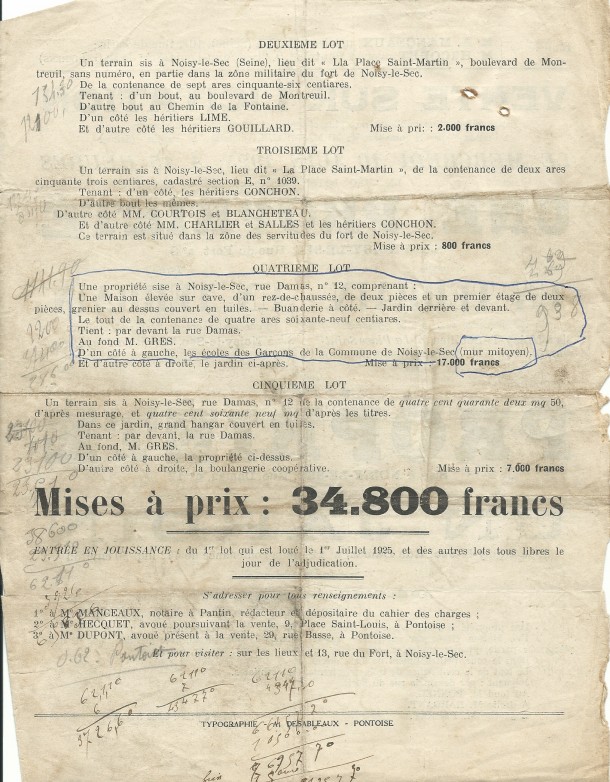 DEUXIEME LOT
Un terrain sis à Noisy-le-Sec (Seine), lieu dit « Lla Place Saint-Martin », boulevard de Mon-
treuil, sans numéro, en partie dans la zône militaire du fort de Noisy-le-Sec.
De la contenance de sept ares cinquante-six centiares.
Tenant : d'un bout, au boulevard de Montreuil.
D'autre bout au Chemin de la Fontaine.
D'un côté les héritiers LIME.
Et d'autre côté les héritiers GOUILLARD. Mise à pri: : 2.000 francs
TROISIEME LOT
Un terrain sis à Noisy-le-Sec, lieu dit « La Place Saint-Martin », de la contenance de deux ares
cinquante trois centiares, cadastré section E, n° 1039.
Tenant : d'un côté, les héritiers CONCHON.
D'autre bout les mêmes.
D'autre côté MM. COURTOIS et BLANCHETEAU.
Et d'autre côté MM. CHARLIER et SALLES et les héritiers CONCHON.
Ce terrain est situé dans la zône des servitudes du fort de Noisy-le-Sec.
Mise à prix : 800 francs
QUATRIEME LOT
Une propriété sise à Noisy-le-Sec, rue Damas, n° 12, comprenant :
Une Maison élevée sur cave, d'un rez-de-chaussée, de deux pièces et un premier étage de deux
pièces, grenier au dessus couvert en tuiles. — Buanderie à côté. — Jardin derrière et devant.
Le tout de la contenance de quatre ares soixante-neuf centiares.
Tient : par devant la rue Damas.
Au fond M. GRES.
D'un côté à gauche, les écoles des Garçons de la Commune de Noisy-le-Sec (mur mitoyen).
Et d'autre côté à droite, le jardin ci-après. Mise à prix : 17.000 francs
938
CINQUIEME LOT
Un terrain sis à Noisy-le-Sec, rue Damas, n° 12 de la contenance de quatre cent quarante deux mq 50,
d'après mesurage, et quatre cent soixante neuf mq d'après les titres.
Dans ce jardin, grand hangar couvert en tuiles.
Tenant : par devant, la rue Damas.
Au fond, M. GRES.
D'un côté à gauche, la propriété ci-dessus.
D'autre côté à droite, la boulangerie coopérative. Mise à prix : 7.000 francs
Mises à prix : 34.800 francs
ENTRÉE EN JOUISSANCE : du 1er lot qui est loué le 1er Juillet 1925, et des autres lots tous libres le
jour de l'adjudication.
38600
S'adresser pour tous renseignements :
1° à Me MANCEAUX, notaire à Pantin, rédacteur et dépositaire du cahier des charges ;
2° à Me HECQUET, avoué poursuivant la vente, 9, Place Saint-Louis, à Pontoise ;
3° à Me DUPONT, avoué présent à la vente, 29, rue Basse, à Pontoise.
Et pour visiter : sur les lieux et 13, rue du Fort, à Noisy-le-Sec.
TYPOGRAPHIE - A. DESABLEAUX - PONTOISE